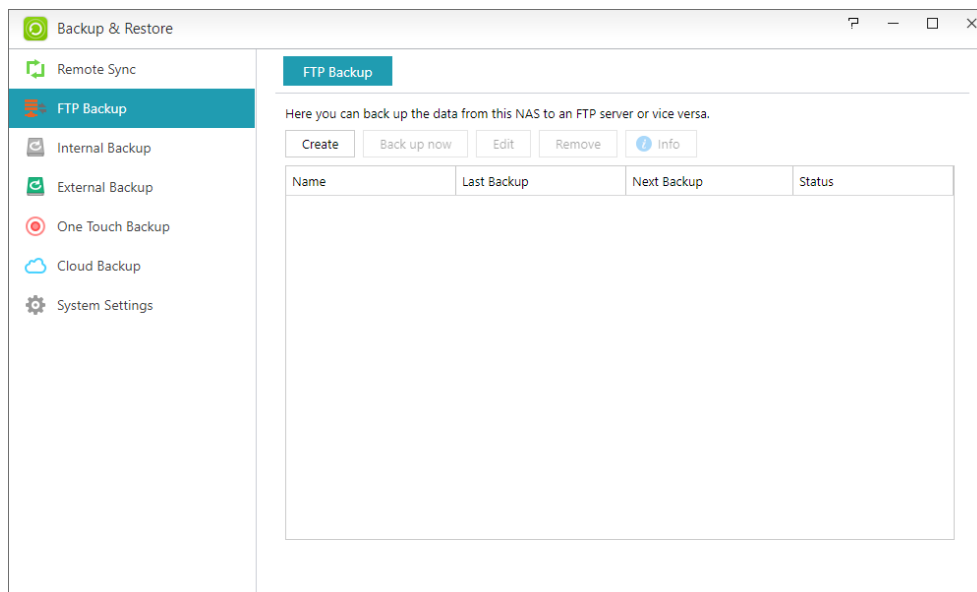 Backup & Restore
Remote Sync
FTP Backup
Internal Backup
External Backup
One Touch Backup
Cloud Backup
System Settings
FTP Backup
Here you can back up the data from this NAS to an FTP server or vice versa.
Create Back up now Edit Remove Info
Name Last Backup Next Backup Status